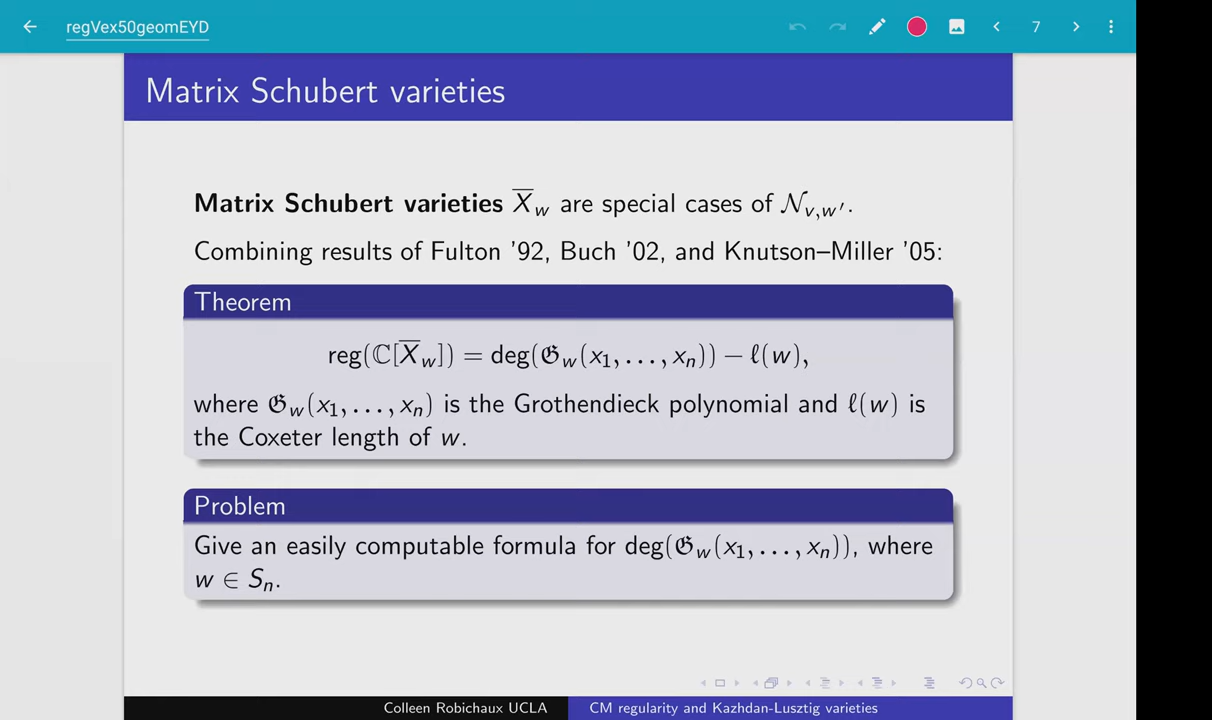 regVex50geomEYD
7
Matrix Schubert varieties
Matrix Schubert varieties X̅_w are special cases of 𝒩_{v,w′}.
Combining results of Fulton '92, Buch '02, and Knutson–Miller '05:
Theorem
reg(ℂ[X̅_w]) = deg(𝔊_w(x_1, . . . , x_n)) − ℓ(w),
where 𝔊_w(x_1, . . . , x_n) is the Grothendieck polynomial and ℓ(w) is
the Coxeter length of w.
Problem
Give an easily computable formula for deg(𝔊_w(x_1, . . . , x_n)), where
w ∈ S_n.
Colleen Robichaux UCLA
CM regularity and Kazhdan-Lusztig varieties